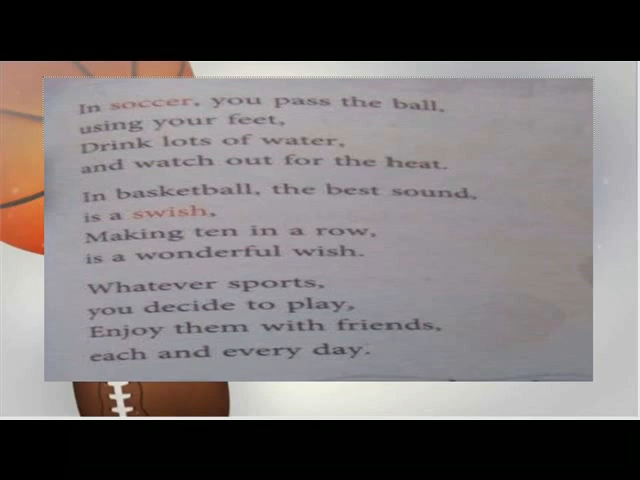 In soccer, you pass the ball,
using your feet,
Drink lots of water,
and watch out for the heat.
In basketball, the best sound,
is a swish,
Making ten in a row,
is a wonderful wish.
Whatever sports,
you decide to play,
Enjoy them with friends,
each and every day.